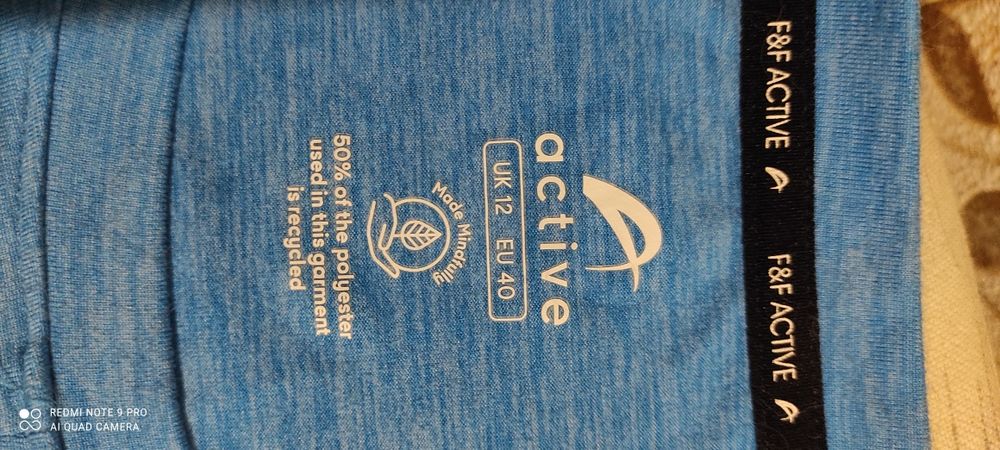 F&F ACTIVE A F&F ACTIVE A
A
active
UK 12 EU 40
Made Mindfully
50% of the polyester
used in this garment
is recycled
REDMI NOTE 9 PRO
AI QUAD CAMERA